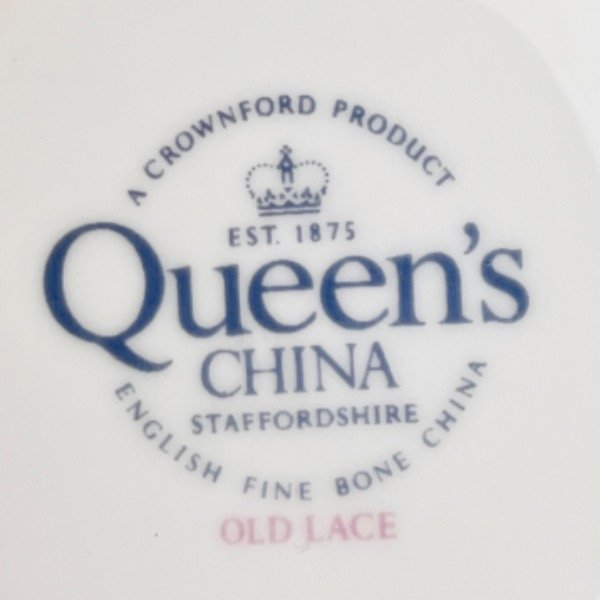 A CROWNFORD PRODUCT
EST. 1875
Queen's
CHINA
STAFFORDSHIRE
ENGLISH FINE BONE CHINA
OLD LACE